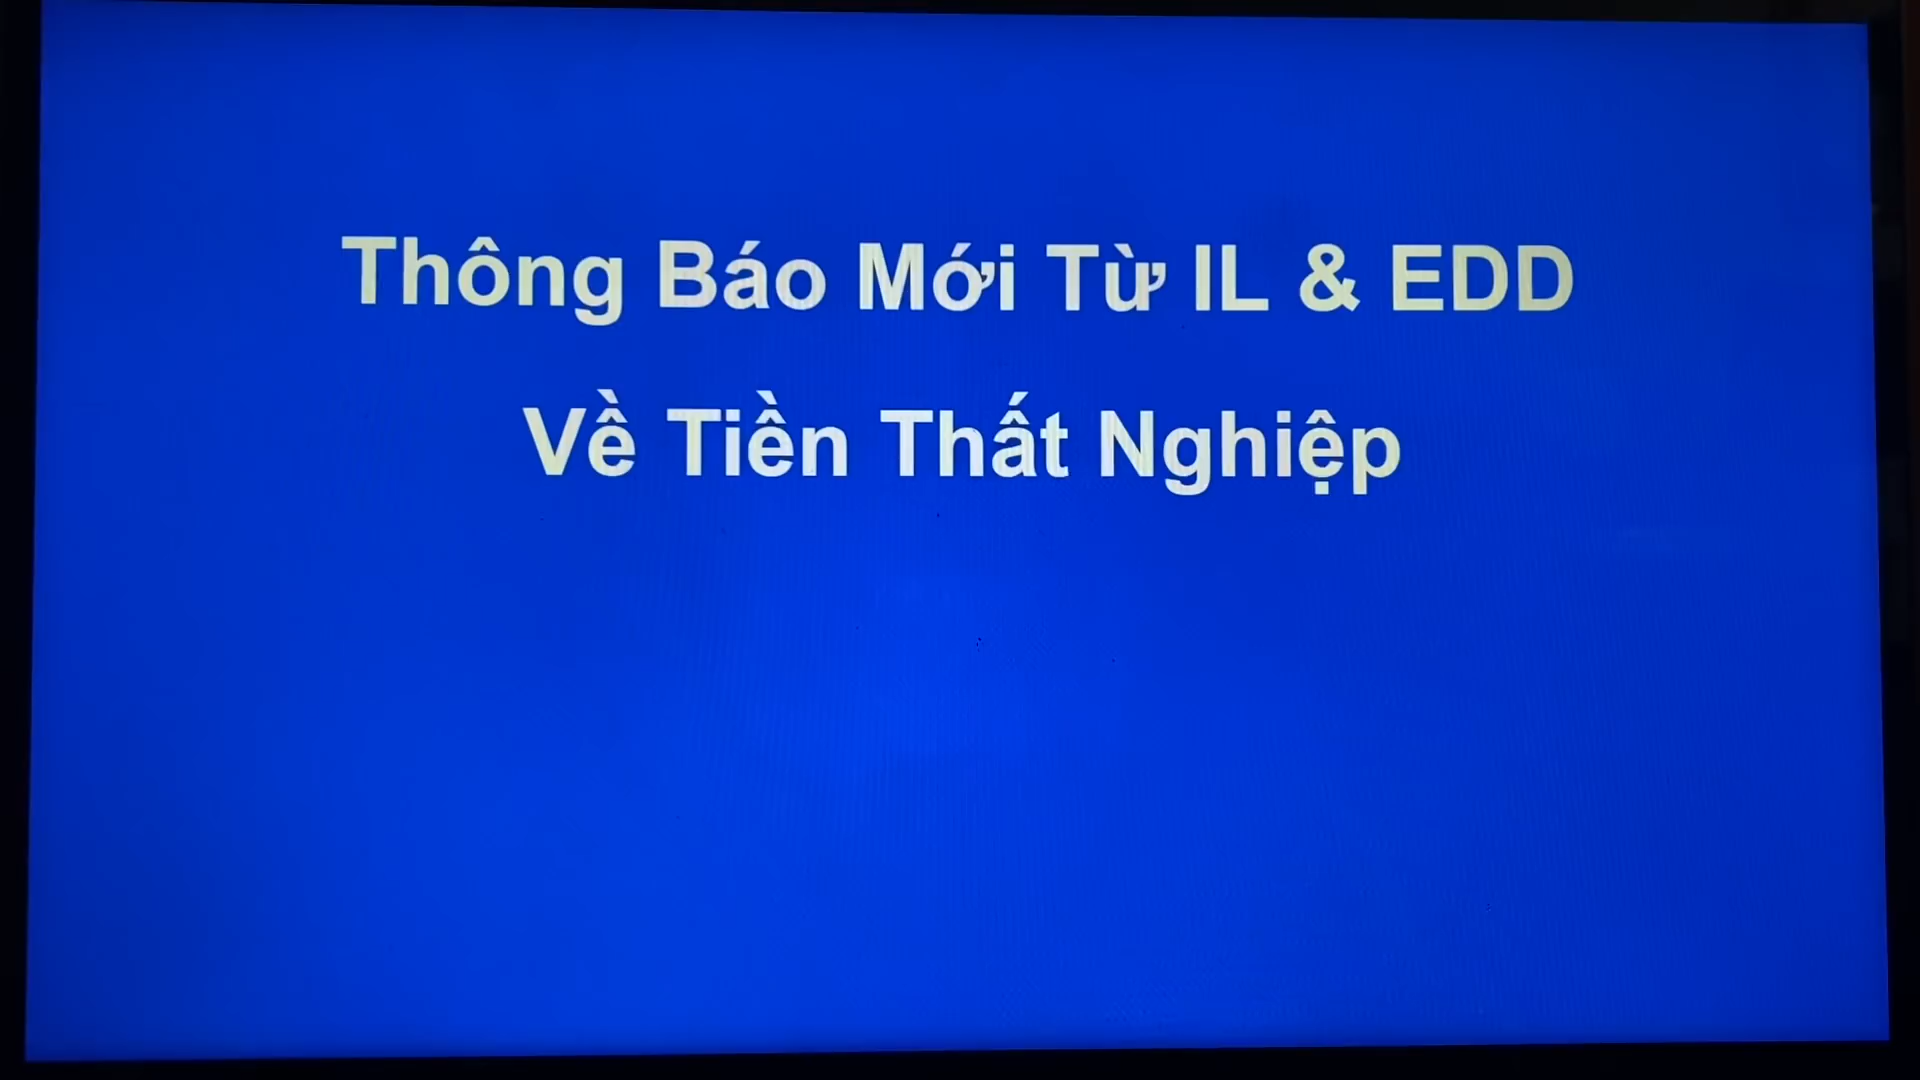 Thông Báo Mới Từ IL & EDD
Về Tiền Thất Nghiệp